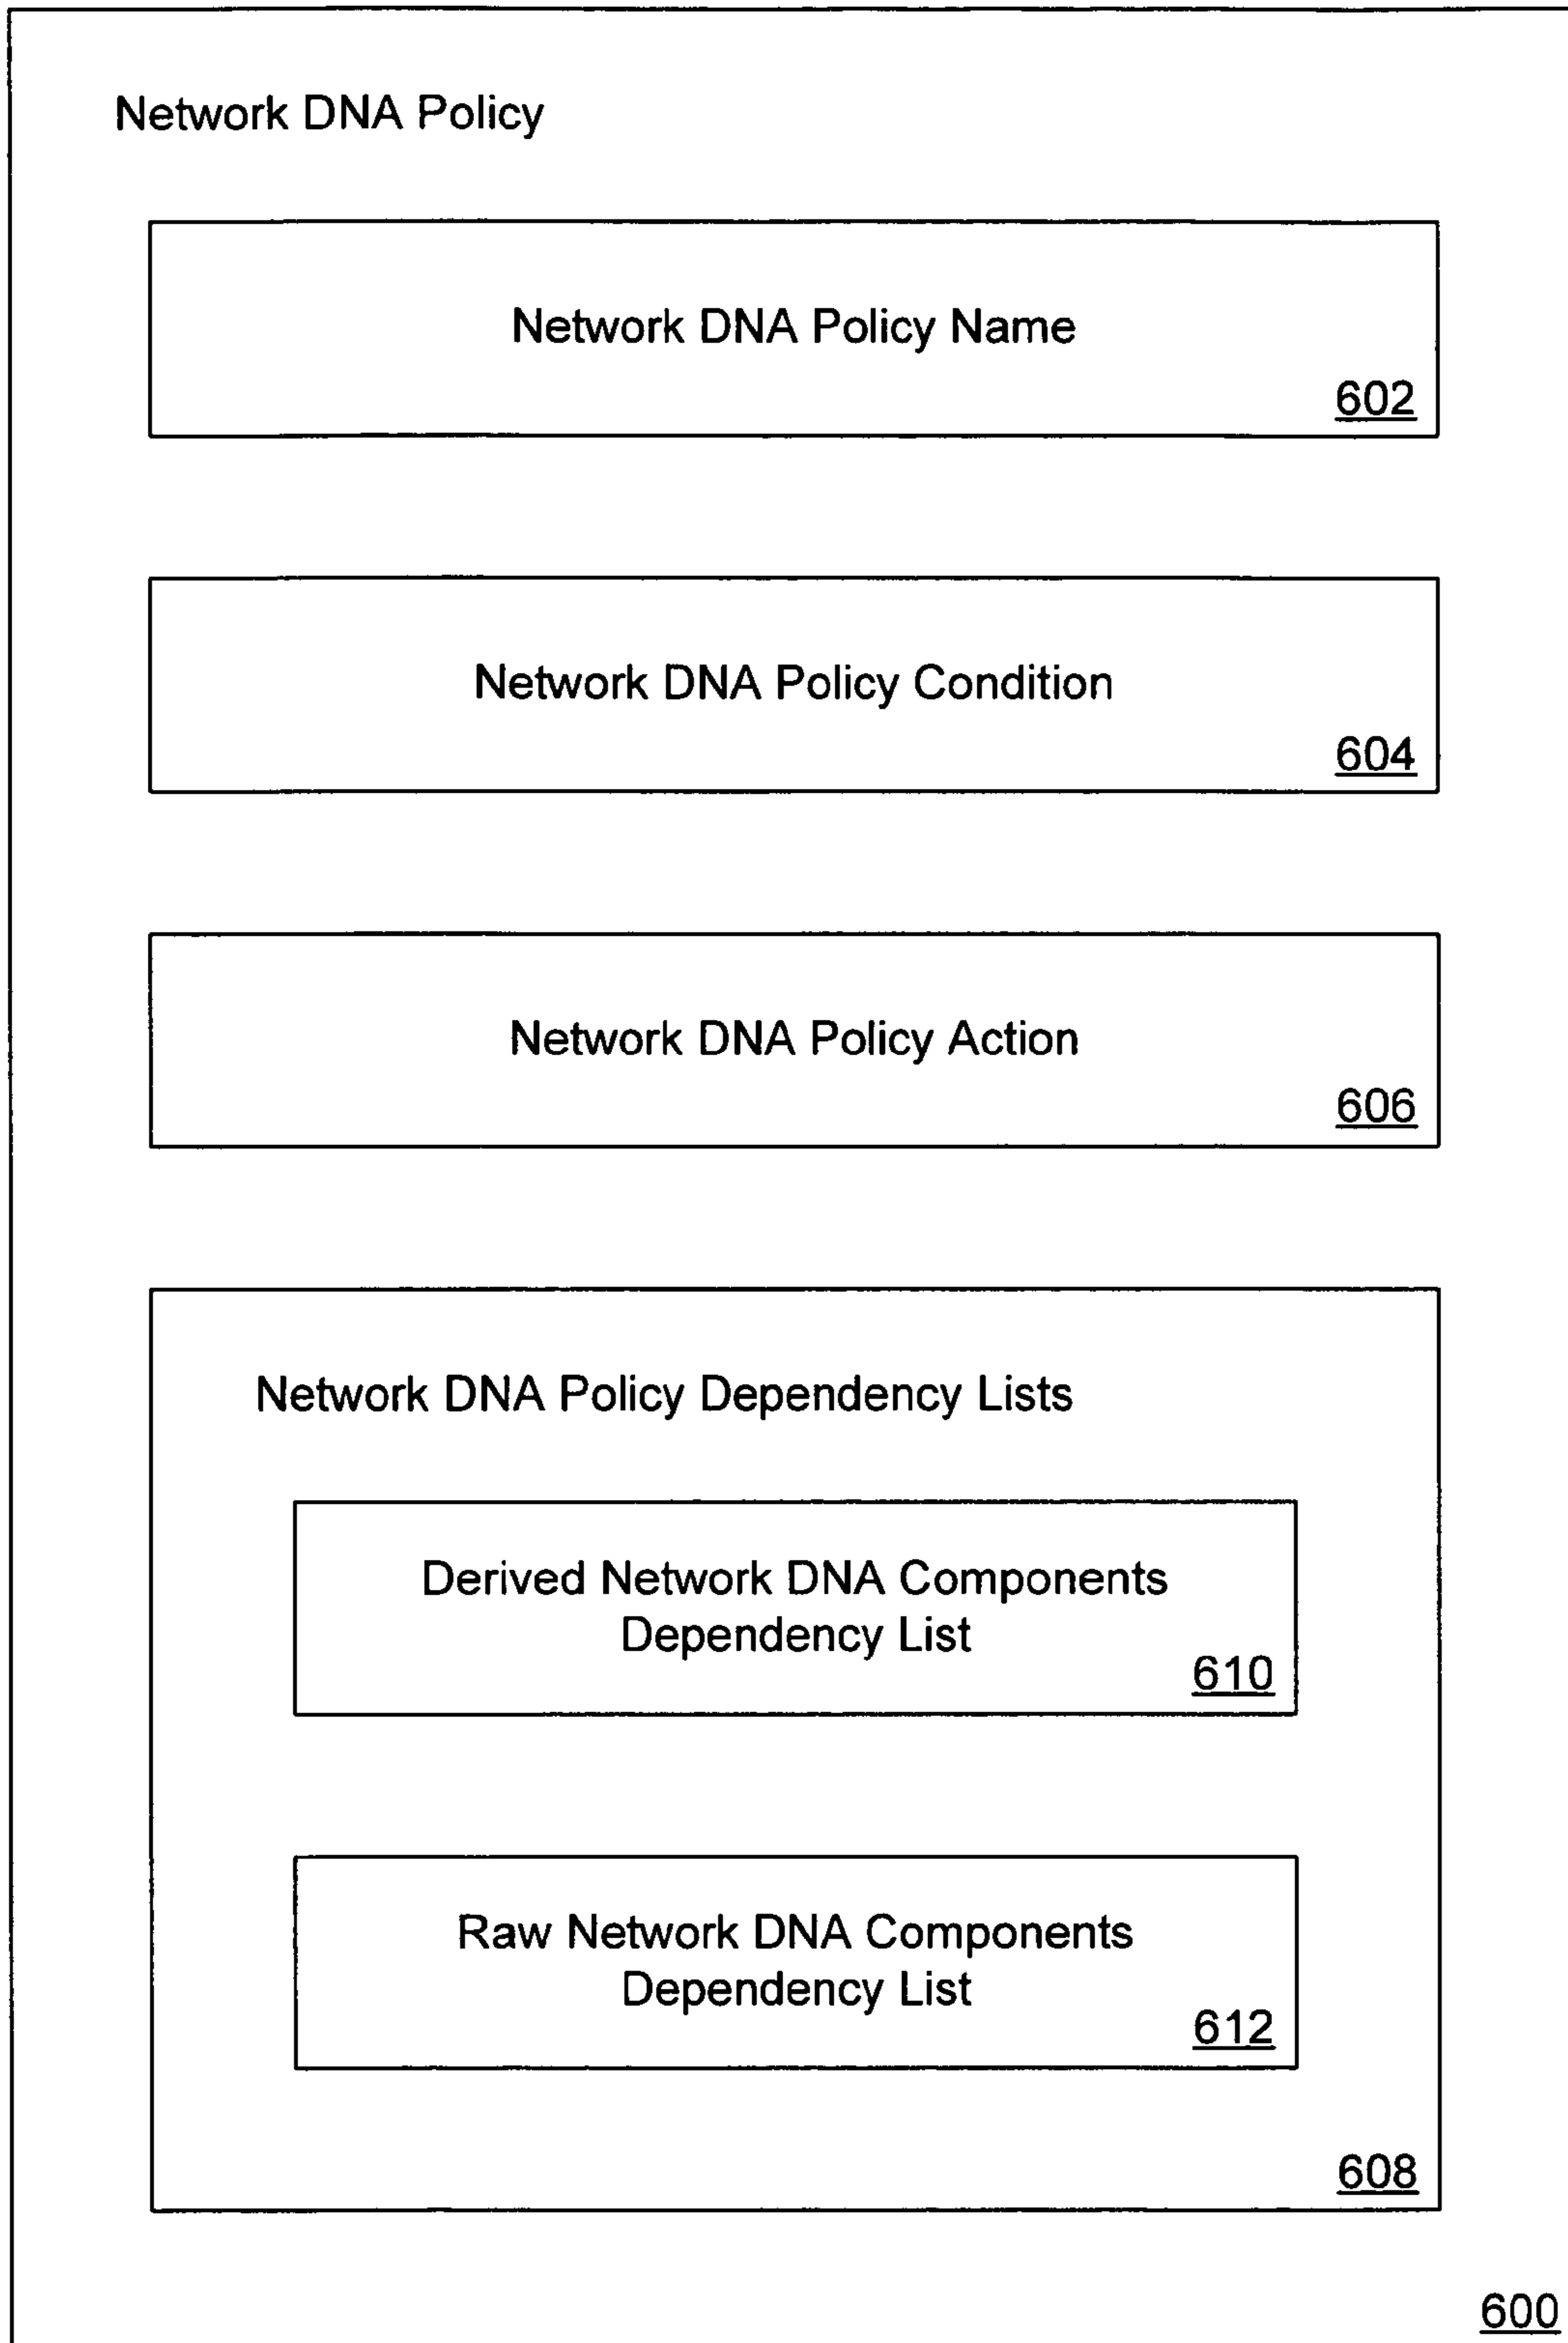 Network DNA Policy
Network DNA Policy Name
602
Network DNA Policy Condition
604
Network DNA Policy Action
606
Network DNA Policy Dependency Lists
Derived Network DNA Components
Dependency List
610
Raw Network DNA Components
Dependency List
612
608
600